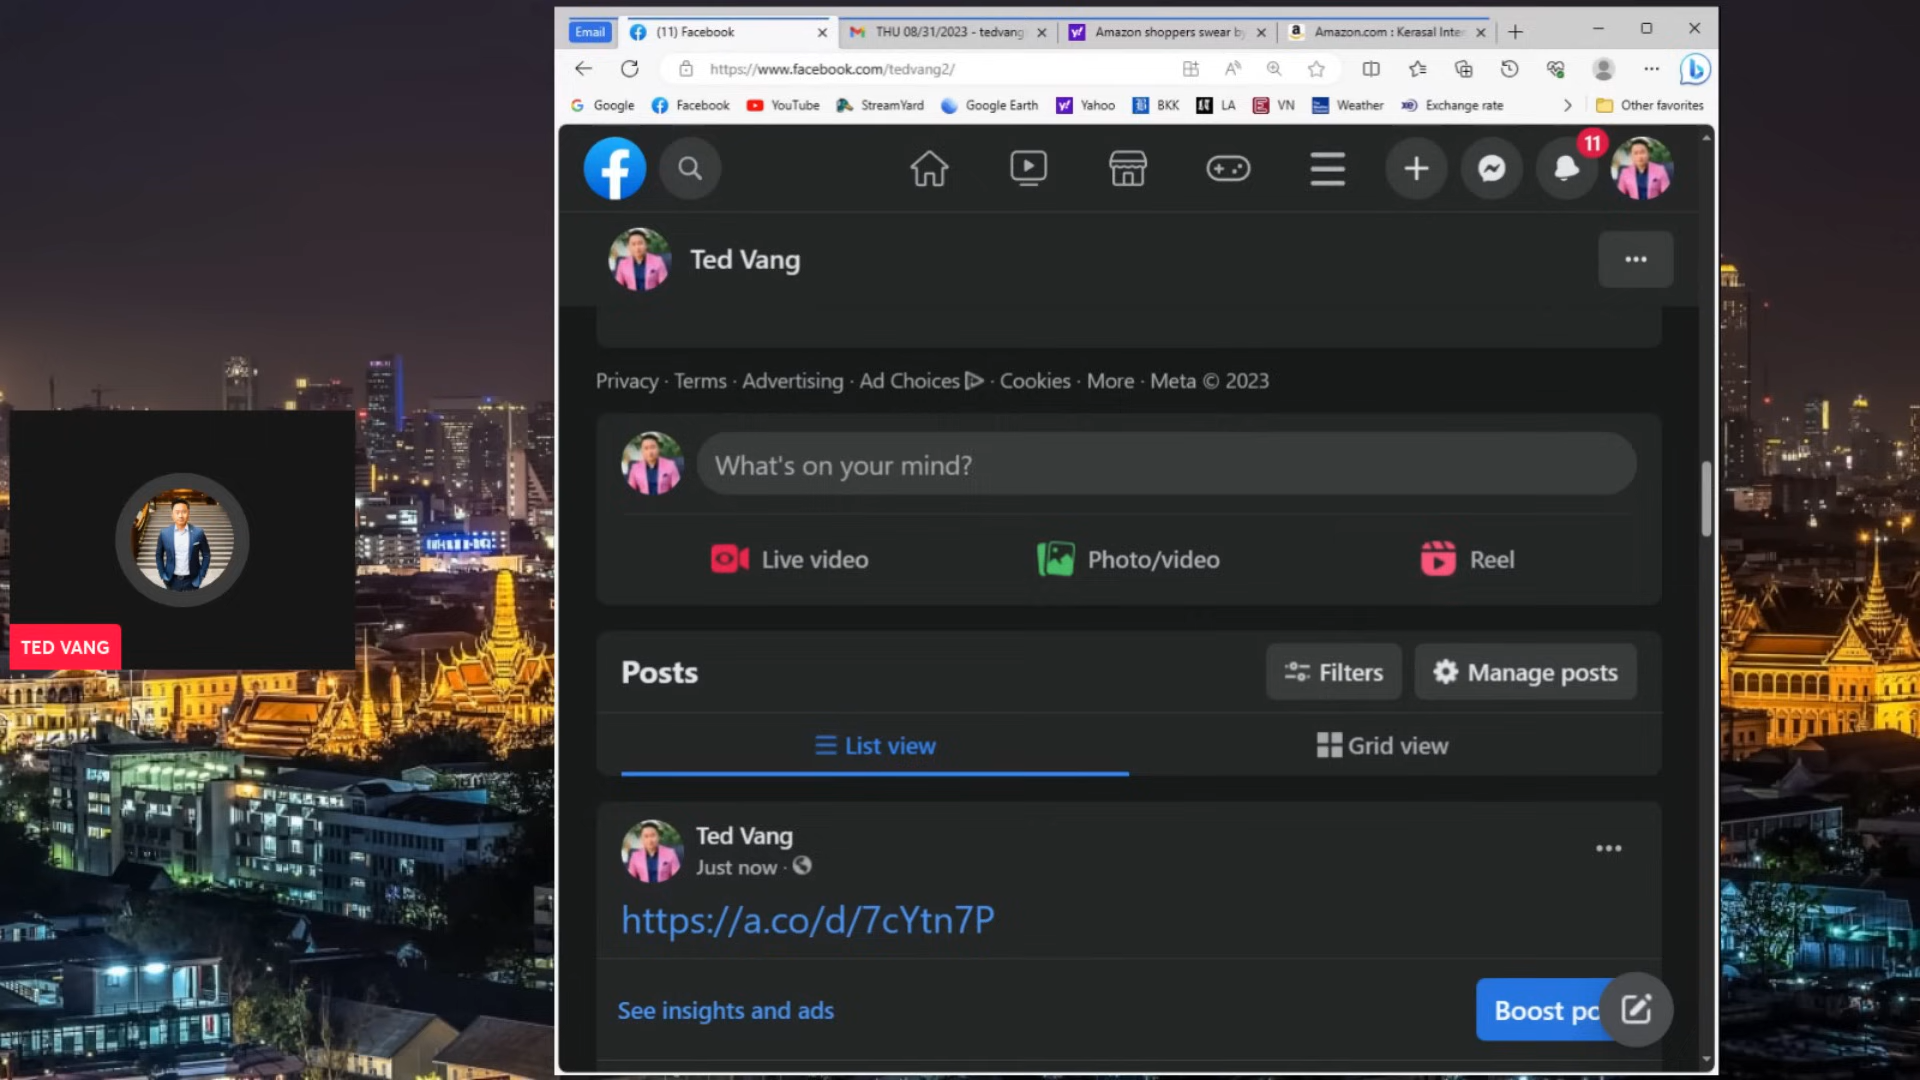 Email
(11) Facebook
THU 08/31/2023 - tedvang
Amazon shoppers swear by
Amazon.com : Kerasal Inte
https://www.facebook.com/tedvang2/
Google
Facebook
YouTube
StreamYard
Google Earth
Yahoo
BKK
LA
VN
Weather
Exchange rate
Other favorites
11
Ted Vang
Privacy · Terms · Advertising · Ad Choices · Cookies · More · Meta © 2023
What's on your mind?
Live video
Photo/video
Reel
Posts
Filters
Manage posts
List view
Grid view
Ted Vang
Just now ·
https://a.co/d/7cYtn7P
See insights and ads
Boost po
TED VANG